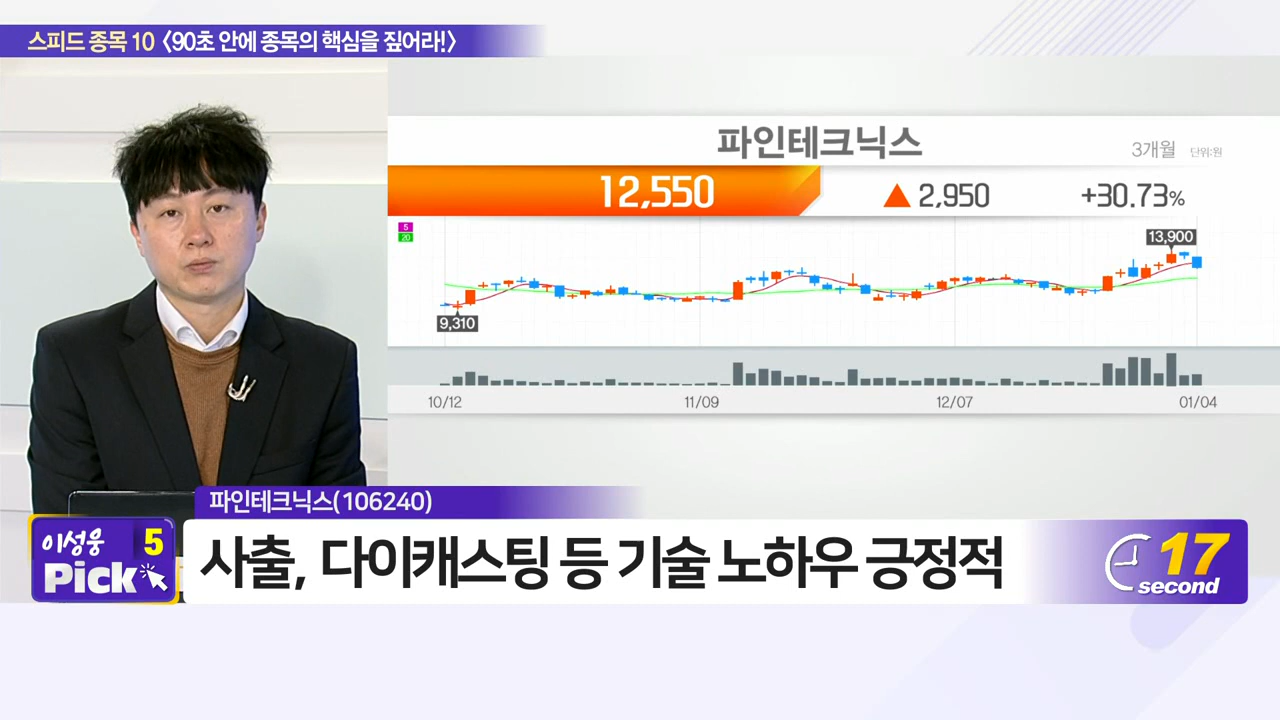 스피드 종목 10 〈90초 안에 종목의 핵심을 짚어라!〉
파인테크닉스
3개월 단위:원
12,550 ▲ 2,950 +30.73%
5
20
13,900
9,310
10/12 11/09 12/07 01/04
파인테크닉스(106240)
이성웅 5
Pick
사출, 다이캐스팅 등 기술 노하우 긍정적
17
second